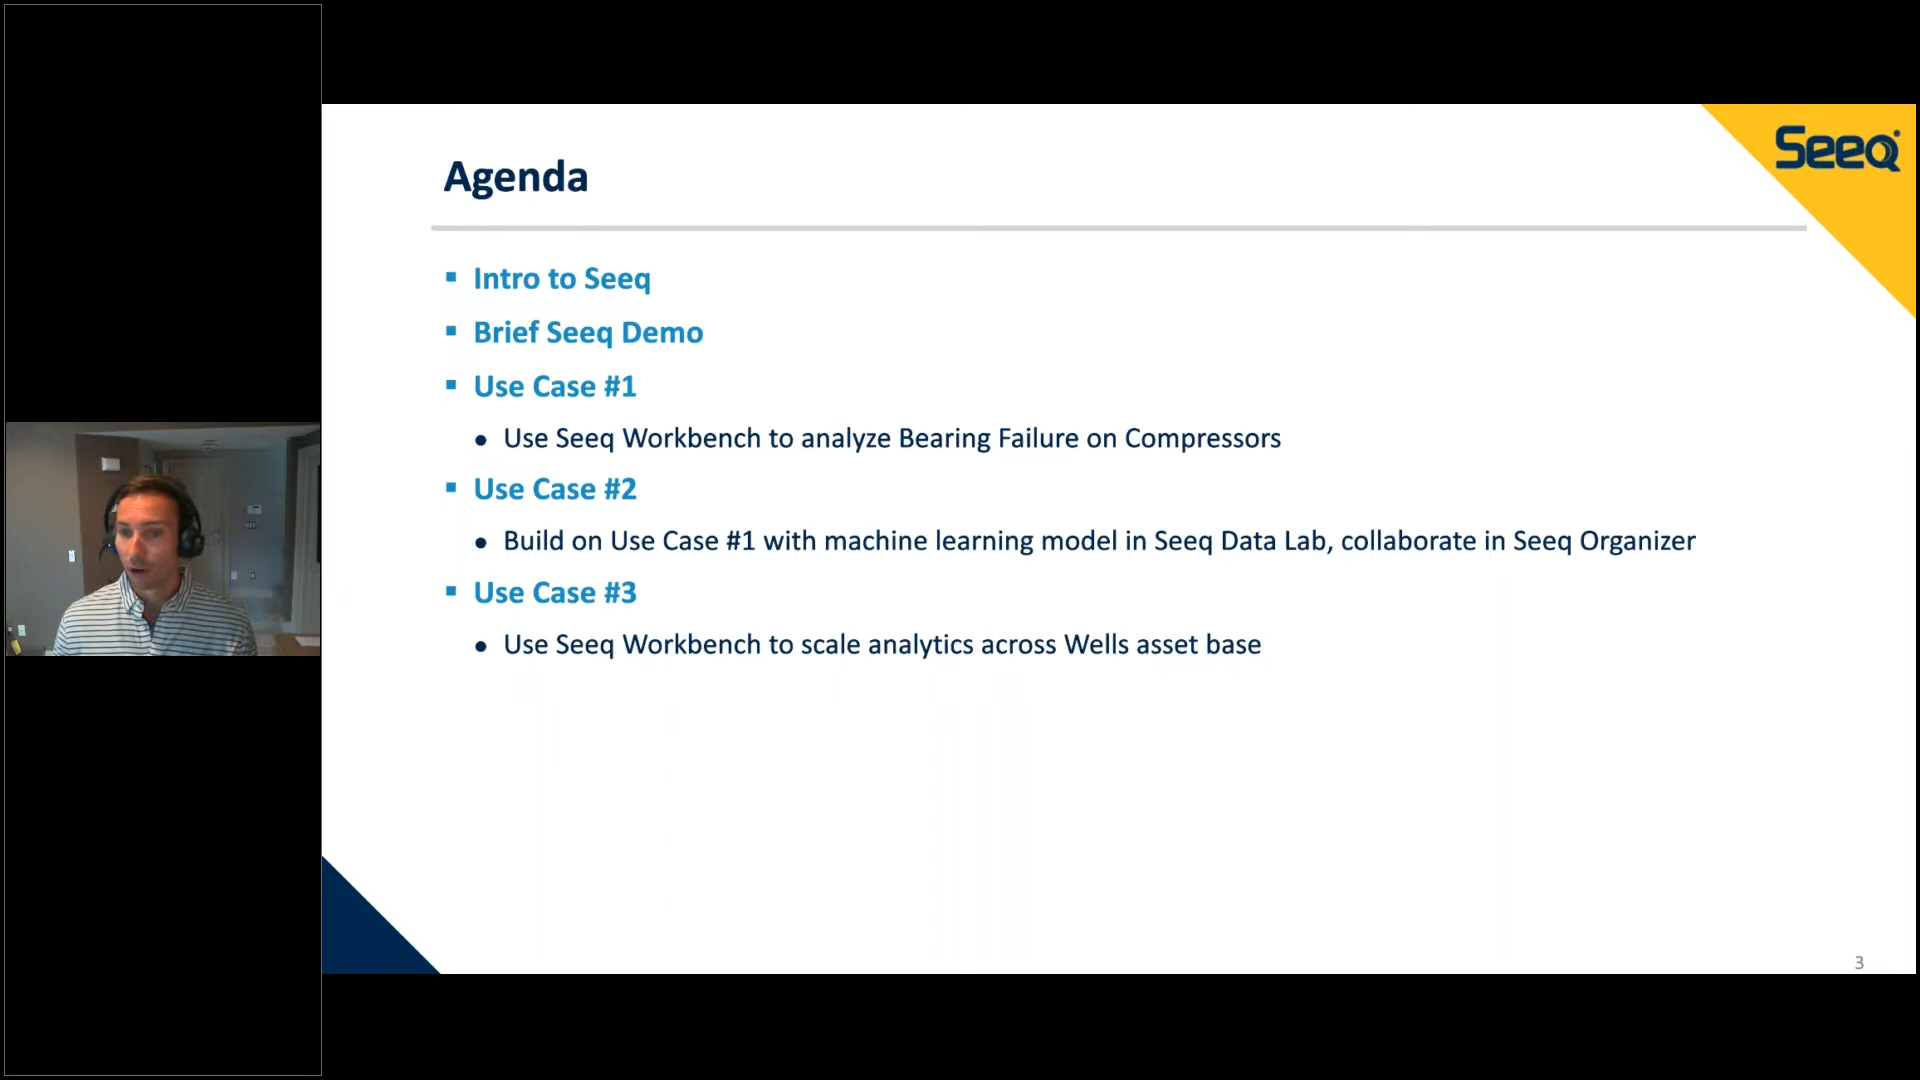 Seeq
Agenda
Intro to Seeq
Brief Seeq Demo
Use Case #1
Use Seeq Workbench to analyze Bearing Failure on Compressors
Use Case #2
Build on Use Case #1 with machine learning model in Seeq Data Lab, collaborate in Seeq Organizer
Use Case #3
Use Seeq Workbench to scale analytics across Wells asset base
3